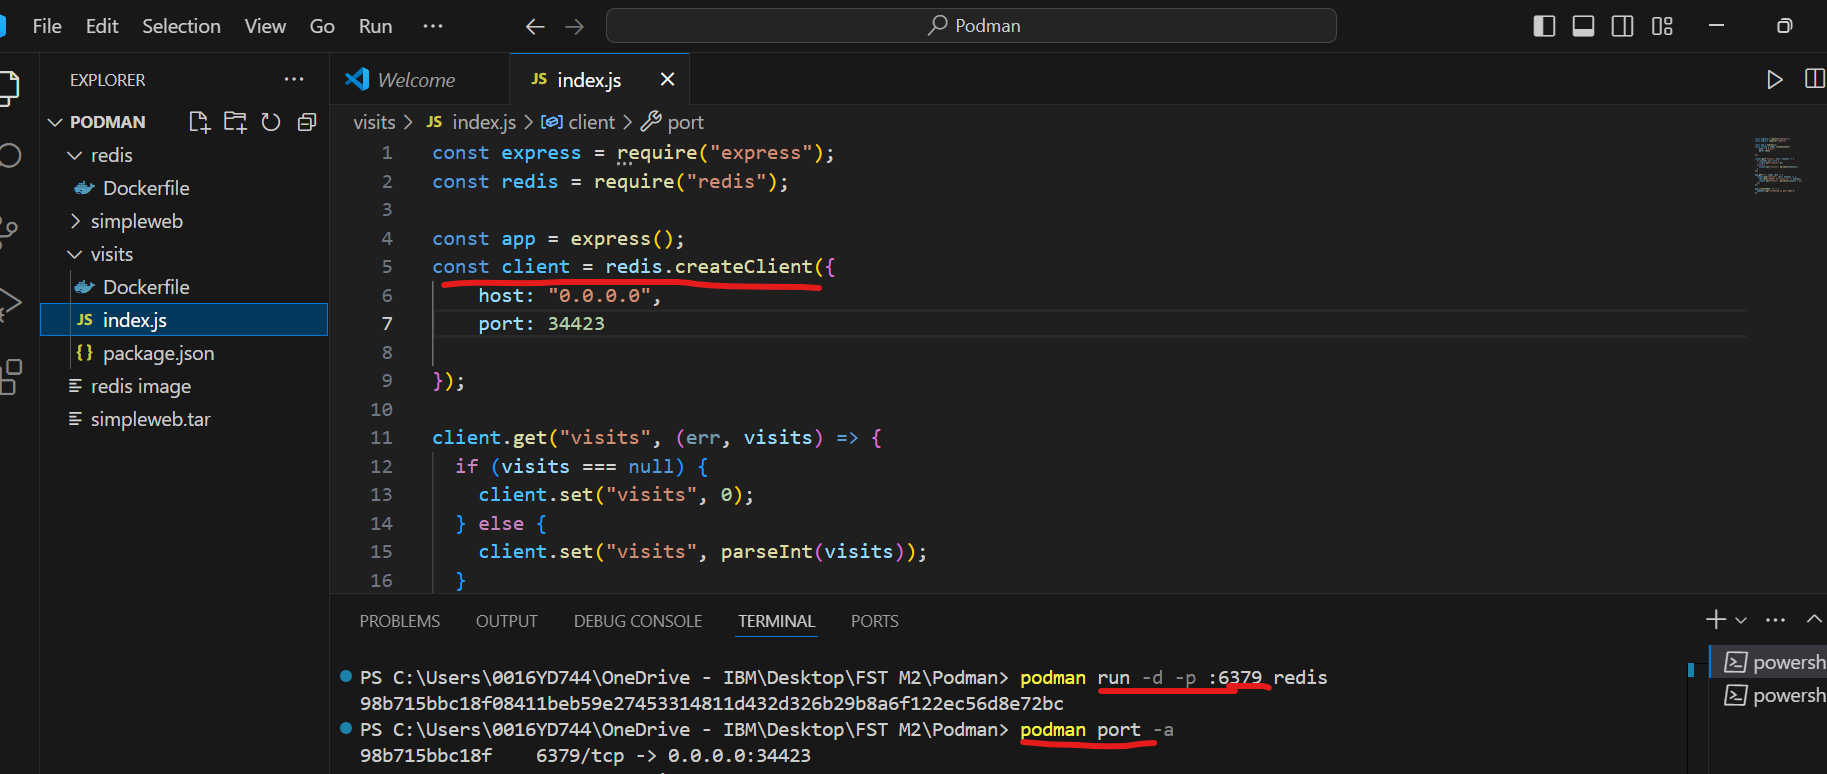 File Edit Selection View Go Run ···
Podman
EXPLORER ···
Welcome
JS index.js
PODMAN
visits > JS index.js > client > port
redis
Dockerfile
simpleweb
visits
Dockerfile
JS index.js
{} package.json
redis image
simpleweb.tar
1 const express = require("express");
2 const redis = require("redis");
3
4 const app = express();
5 const client = redis.createClient({
6 host: "0.0.0.0",
7 port: 34423
8
9 });
10
11 client.get("visits", (err, visits) => {
12 if (visits === null) {
13 client.set("visits", 0);
14 } else {
15 client.set("visits", parseInt(visits));
16 }
PROBLEMS OUTPUT DEBUG CONSOLE TERMINAL PORTS
PS C:\Users\0016YD744\OneDrive - IBM\Desktop\FST M2\Podman> podman run -d -p :6379 redis
98b715bbc18f08411beb59e27453314811d432d326b29b8a6f122ec56d8e72bc
PS C:\Users\0016YD744\OneDrive - IBM\Desktop\FST M2\Podman> podman port -a
98b715bbc18f 6379/tcp -> 0.0.0.0:34423
powersh
powersh